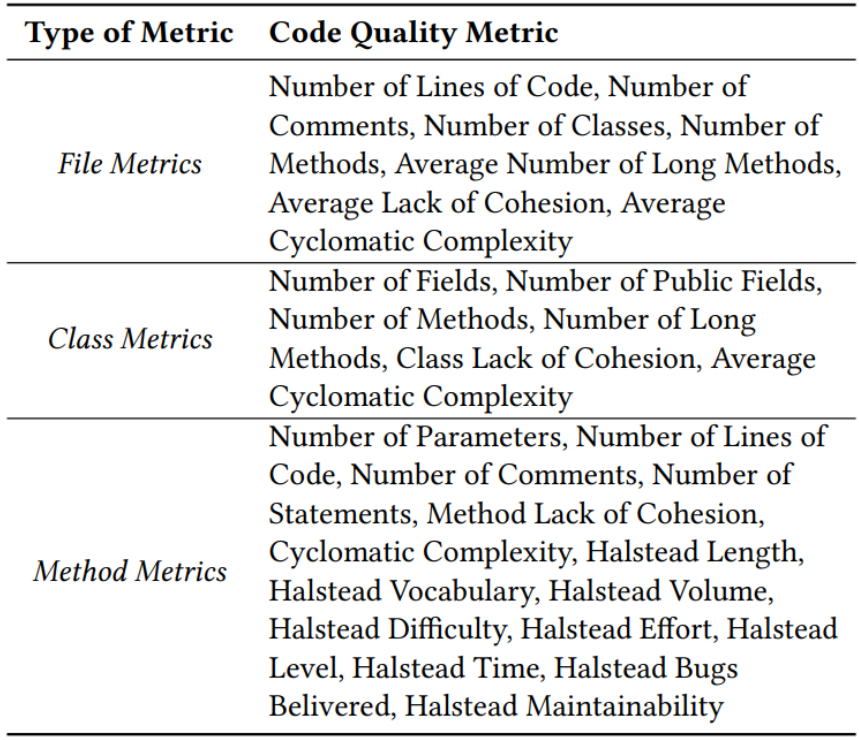 Type of Metric Code Quality Metric
Number of Lines of Code, Number of
Comments, Number of Classes, Number of
File Metrics Methods, Average Number of Long Methods,
Average Lack of Cohesion, Average
Cyclomatic Complexity
Number of Fields, Number of Public Fields,
Class Metrics Number of Methods, Number of Long
Methods, Class Lack of Cohesion, Average
Cyclomatic Complexity
Number of Parameters, Number of Lines of
Code, Number of Comments, Number of
Statements, Method Lack of Cohesion,
Cyclomatic Complexity, Halstead Length,
Method Metrics Halstead Vocabulary, Halstead Volume,
Halstead Difficulty, Halstead Effort, Halstead
Level, Halstead Time, Halstead Bugs
Belivered, Halstead Maintainability